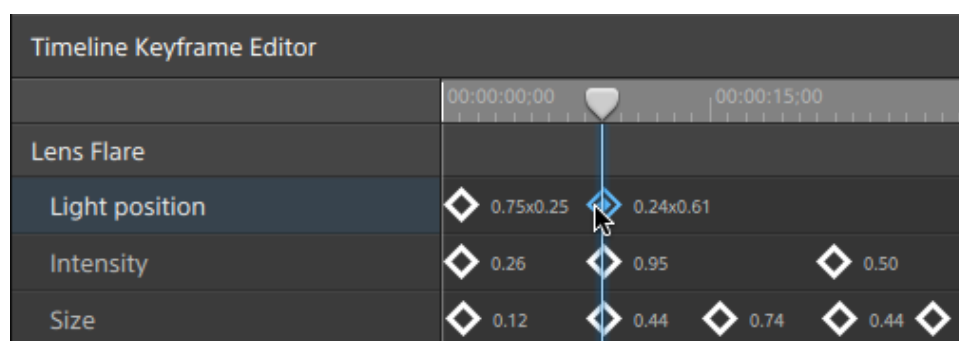 Timeline Keyframe Editor
00:00:00;00 00:00:15;00
Lens Flare
Light position 0.75x0.25 0.24x0.61
Intensity 0.26 0.95 0.50
Size 0.12 0.44 0.74 0.44